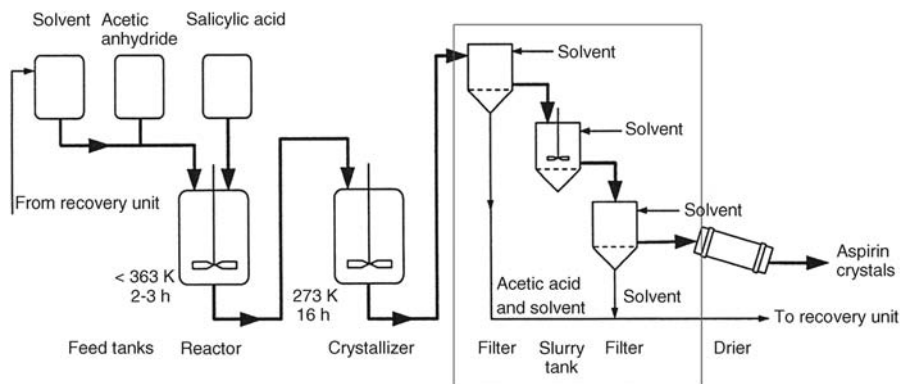 Solvent
Acetic
anhydride
Salicylic acid
Solvent
Solvent
Solvent
From recovery unit
< 363 K
2-3 h
273 K
16 h
Aspirin
crystals
Acetic acid
and solvent
Solvent
To recovery unit
Feed tanks
Reactor
Crystallizer
Filter
Slurry
tank
Filter
Drier